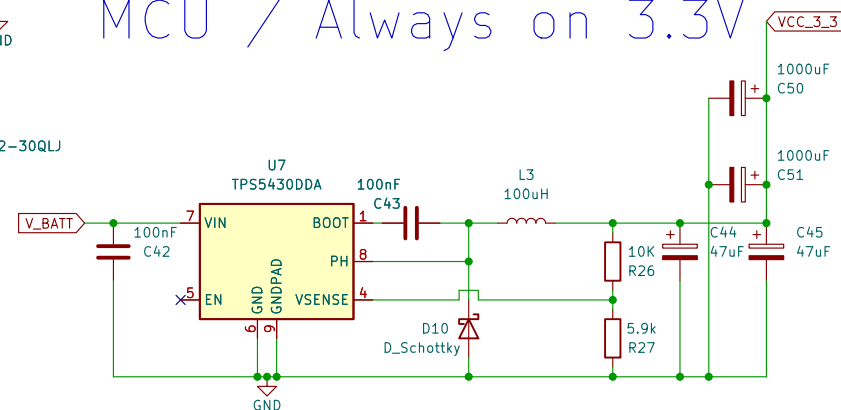 MCU / Always on 3.3V
VCC_3_3
ND
1000uF
C50
2-30QLJ
1000uF
C51
U7
TPS5430DDA
100nF
C43
L3
100uH
V_BATT
100nF
C42
7
VIN
BOOT
1
PH
8
5
EN
VSENSE
4
GND
GNDPAD
6
9
10K
R26
C44
47uF
C45
47uF
D10
D_Schottky
5.9k
R27
GND